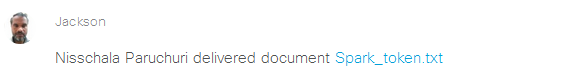 Jackson
Nisschala Paruchuri delivered document Spark_token.txt